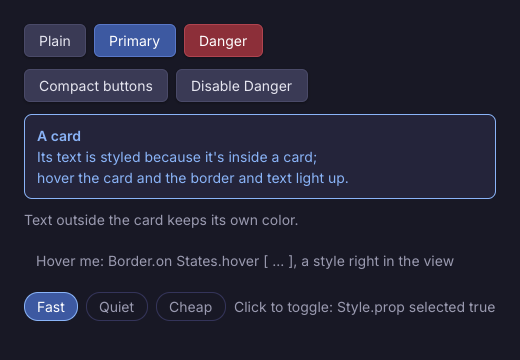 Plain Primary Danger
Compact buttons Disable Danger
A card
Its text is styled because it's inside a card;
hover the card and the border and text light up.
Text outside the card keeps its own color.
Hover me: Border.on States.hover [ ... ], a style right in the view
Fast Quiet Cheap Click to toggle: Style.prop selected true